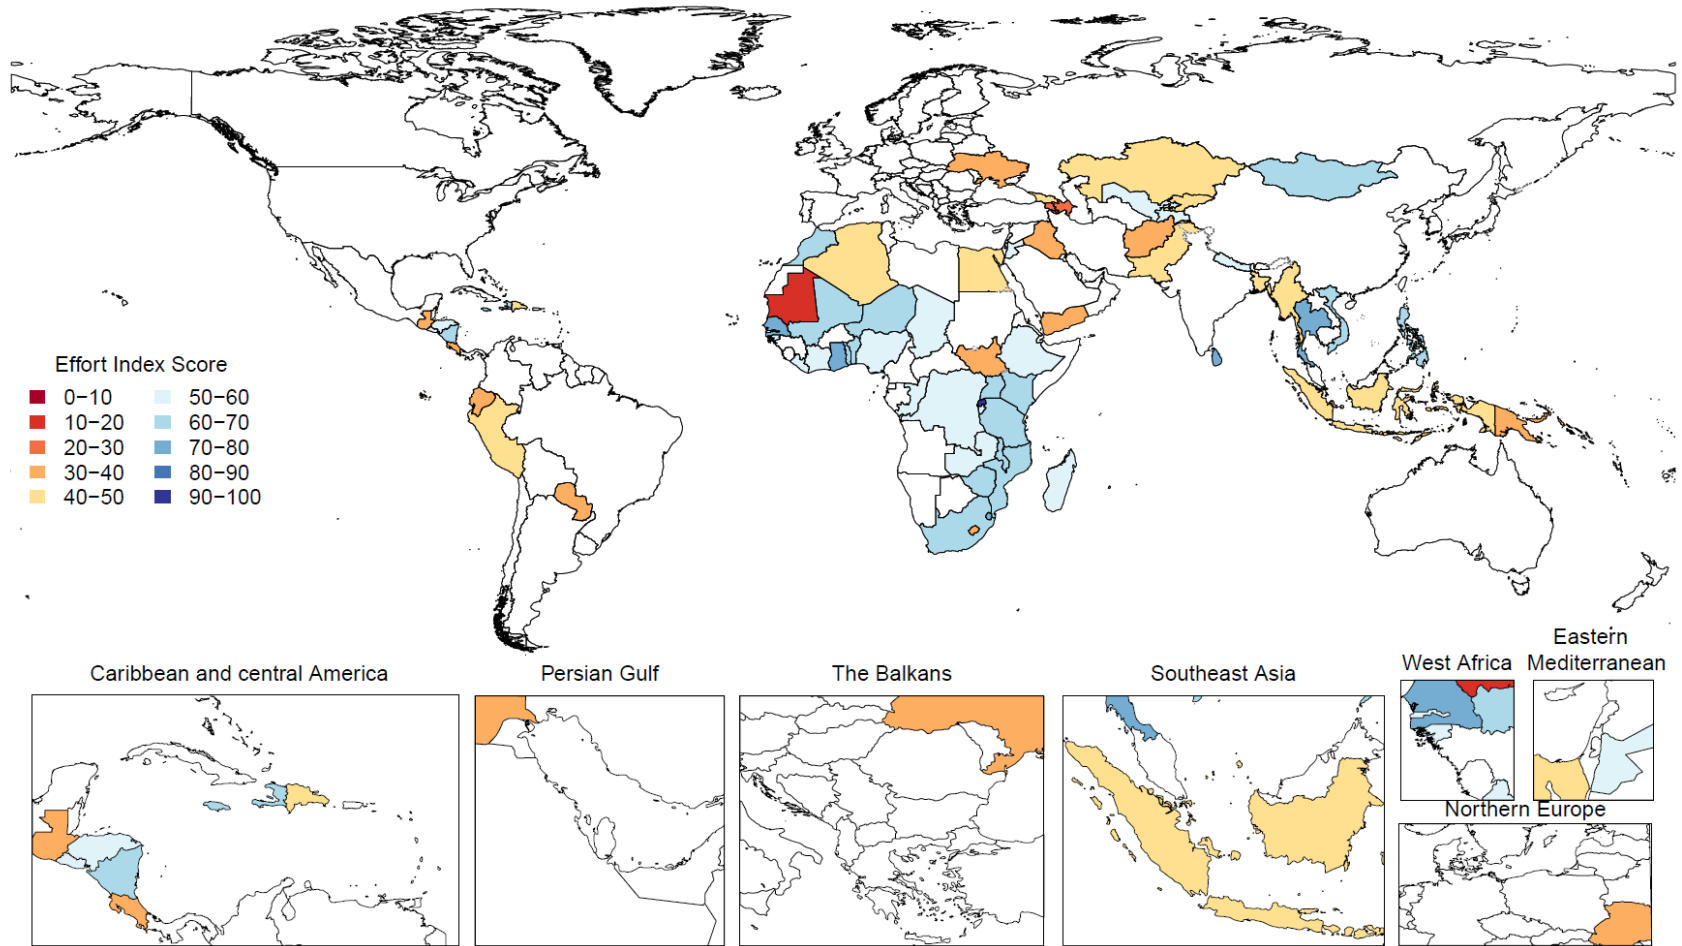 Effort Index Score
0−10 50−60
10−20 60−70
20−30 70−80
30−40 80−90
40−50 90−100
Caribbean and central America
Persian Gulf
The Balkans
Southeast Asia
West Africa
Eastern
Mediterranean
Northern Europe